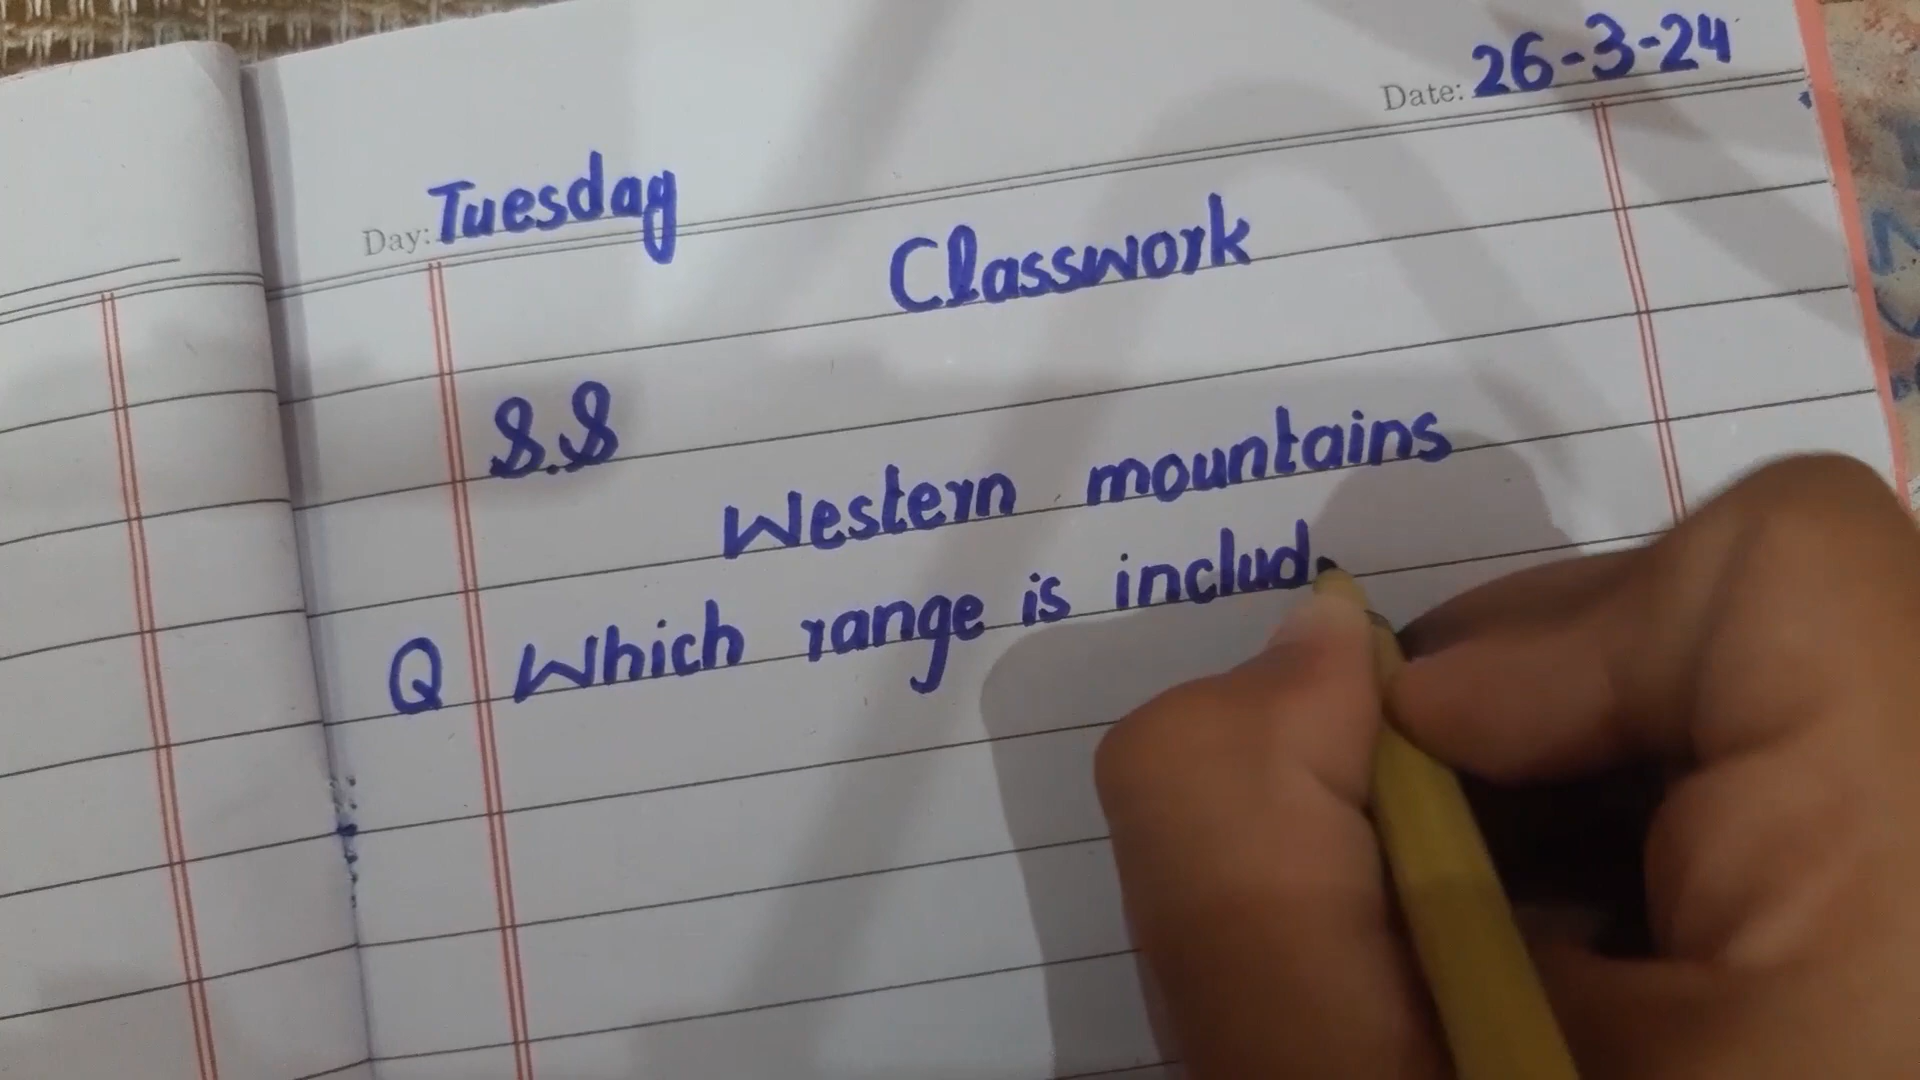 Date: 26-3-24
Day: Tuesday
Classwork
S.S
Western mountains
Q Which range is includ